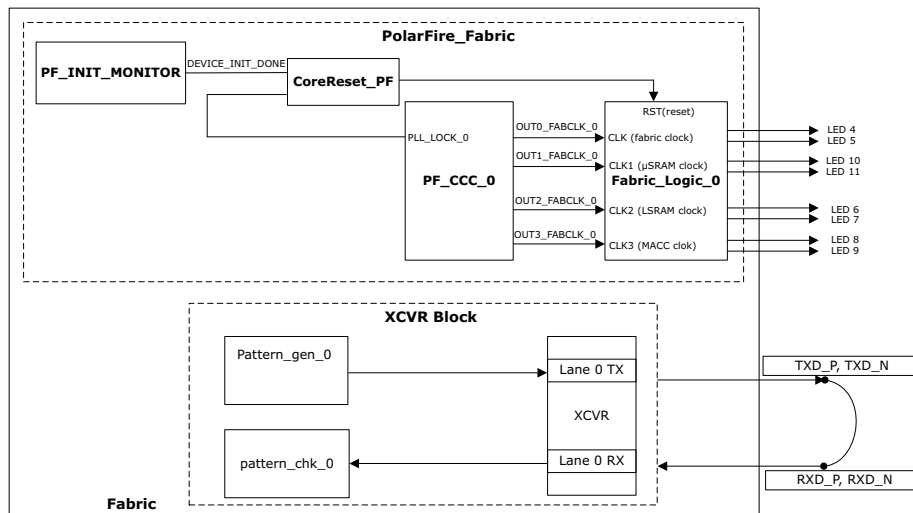 PolarFire_Fabric
PF_INIT_MONITOR
DEVICE_INIT_DONE
CoreReset_PF
PLL_LOCK_0
PF_CCC_0
OUT0_FABCLK_0
OUT1_FABCLK_0
OUT2_FABCLK_0
OUT3_FABCLK_0
RST(reset)
CLK (fabric clock)
CLK1 (µSRAM clock)
Fabric_Logic_0
CLK2 (LSRAM clock)
CLK3 (MACC clok)
LED 4
LED 5
LED 10
LED 11
LED 6
LED 7
LED 8
LED 9
XCVR Block
Pattern_gen_0
Lane 0 TX
XCVR
pattern_chk_0
Lane 0 RX
TXD_P, TXD_N
RXD_P, RXD_N
Fabric